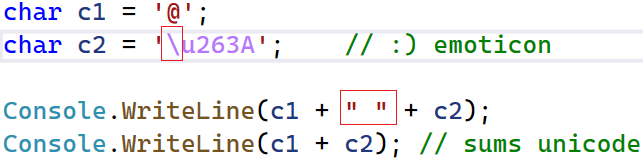 char c1 = '@';
char c2 = '\u263A';    // :) emoticon
Console.WriteLine(c1 + " " + c2);
Console.WriteLine(c1 + c2); // sums unicode